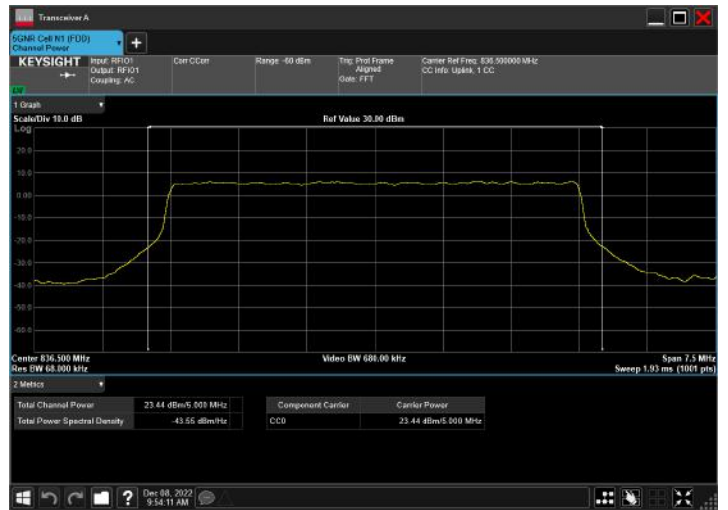 Transceiver A
5GNR Cell N1 (FDD)
Channel Power
KEYSIGHT
Input: RFIO1
Output: RFIO1
Coupling: AC
Corr CCorr
Range -60 dBm
Trig: Prot Frame
Aligned
Gate: FFT
Carrier Ref Freq: 836.500000 MHz
CC Info: Uplink, 1 CC
1 Graph
Scale/Div 10.0 dB
Ref Value 30.00 dBm
Log
20.0
10.0
0.00
-10.0
-20.0
-30.0
-40.0
-50.0
-60.0
Center 836.500 MHz
Video BW 680.00 kHz
Span 7.5 MHz
Res BW 68.000 kHz
Sweep 1.93 ms (1001 pts)
2 Metrics
Total Channel Power 23.44 dBm/5.000 MHz
Total Power Spectral Density -43.55 dBm/Hz
Component Carrier Carrier Power
CC0 23.44 dBm/5.000 MHz
?
Dec 08, 2022
9:54:11 AM